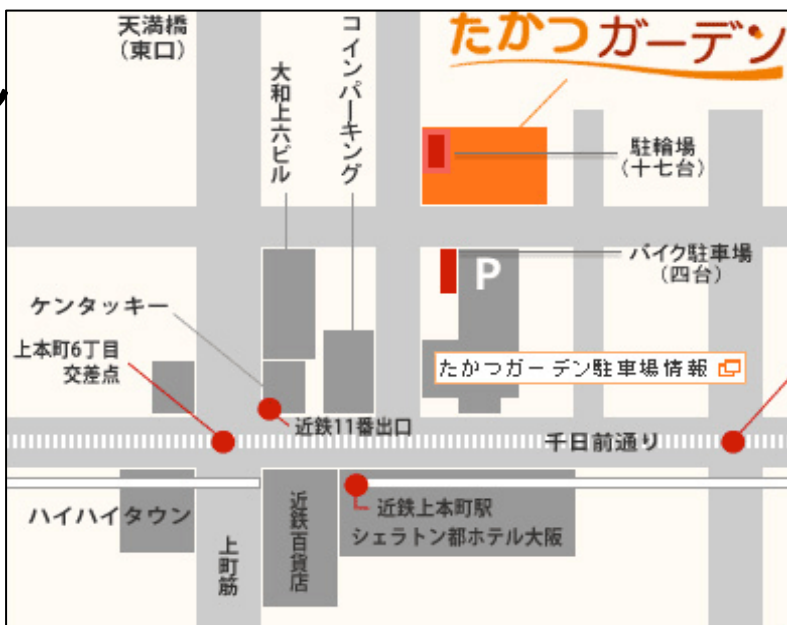 天満橋
(東口)
大和上六ビル
コインパーキング
たかつガーデン
駐輪場
(十七台)
バイク駐車場
(四台)
P
ケンタッキー
上本町6丁目
交差点
たかつガーデン駐車場情報
近鉄11番出口
千日前通り
ハイハイタウン
上町筋
近鉄百貨店
近鉄上本町駅
シェラトン都ホテル大阪